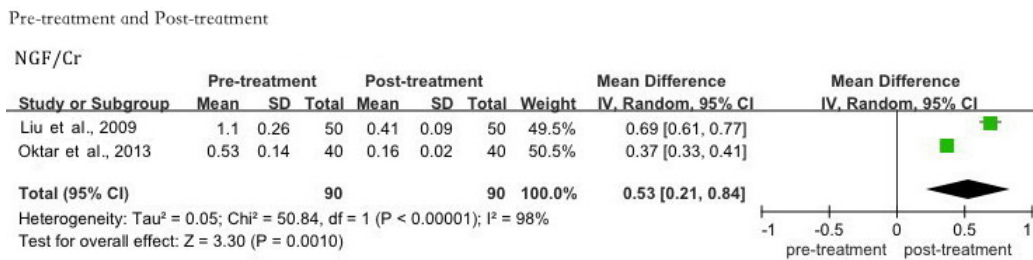 Pre-treatment and Post-treatment
NGF/Cr
Pre-treatment Post-treatment Mean Difference Mean Difference
Study or Subgroup Mean SD Total Mean SD Total Weight IV, Random, 95% CI IV, Random, 95% CI
Liu et al., 2009 1.1 0.26 50 0.41 0.09 50 49.5% 0.69 [0.61, 0.77]
Oktar et al., 2013 0.53 0.14 40 0.16 0.02 40 50.5% 0.37 [0.33, 0.41]
Total (95% CI) 90 90 100.0% 0.53 [0.21, 0.84]
Heterogeneity: Tau² = 0.05; Chi² = 50.84, df = 1 (P < 0.00001); I² = 98%
Test for overall effect: Z = 3.30 (P = 0.0010)
-1 -0.5 0 0.5 1
pre-treatment post-treatment